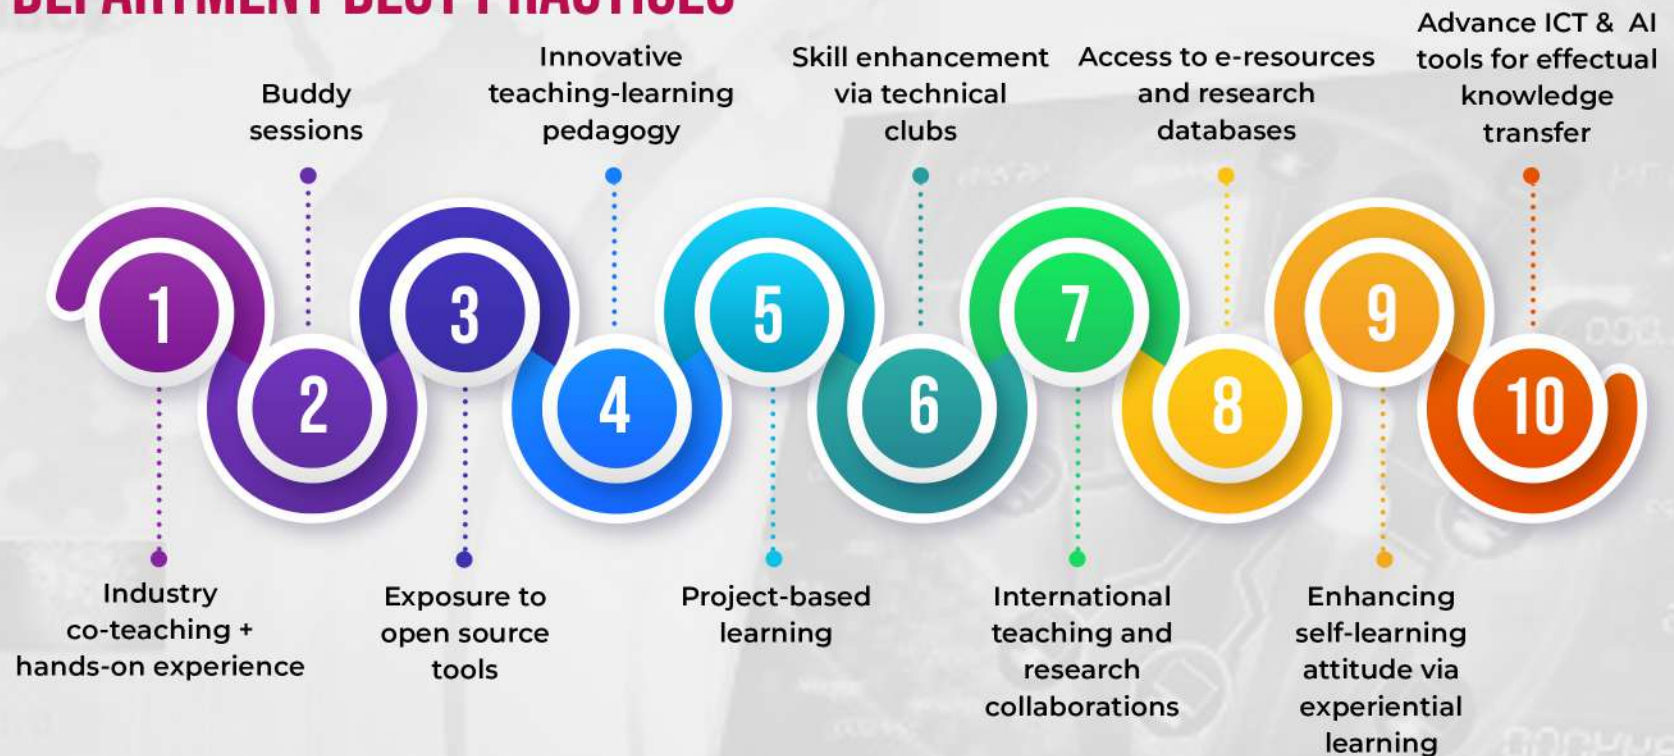 DEPARTMENT BEST PRACTICES
1
Industry
co-teaching +
hands-on experience
2
Buddy
sessions
3
Exposure to
open source
tools
4
Innovative
teaching-learning
pedagogy
5
Project-based
learning
6
Skill enhancement
via technical
clubs
7
International
teaching and
research
collaborations
8
Access to e-resources
and research
databases
9
Enhancing
self-learning
attitude via
experiential
learning
10
Advance ICT & AI
tools for effectual
knowledge
transfer